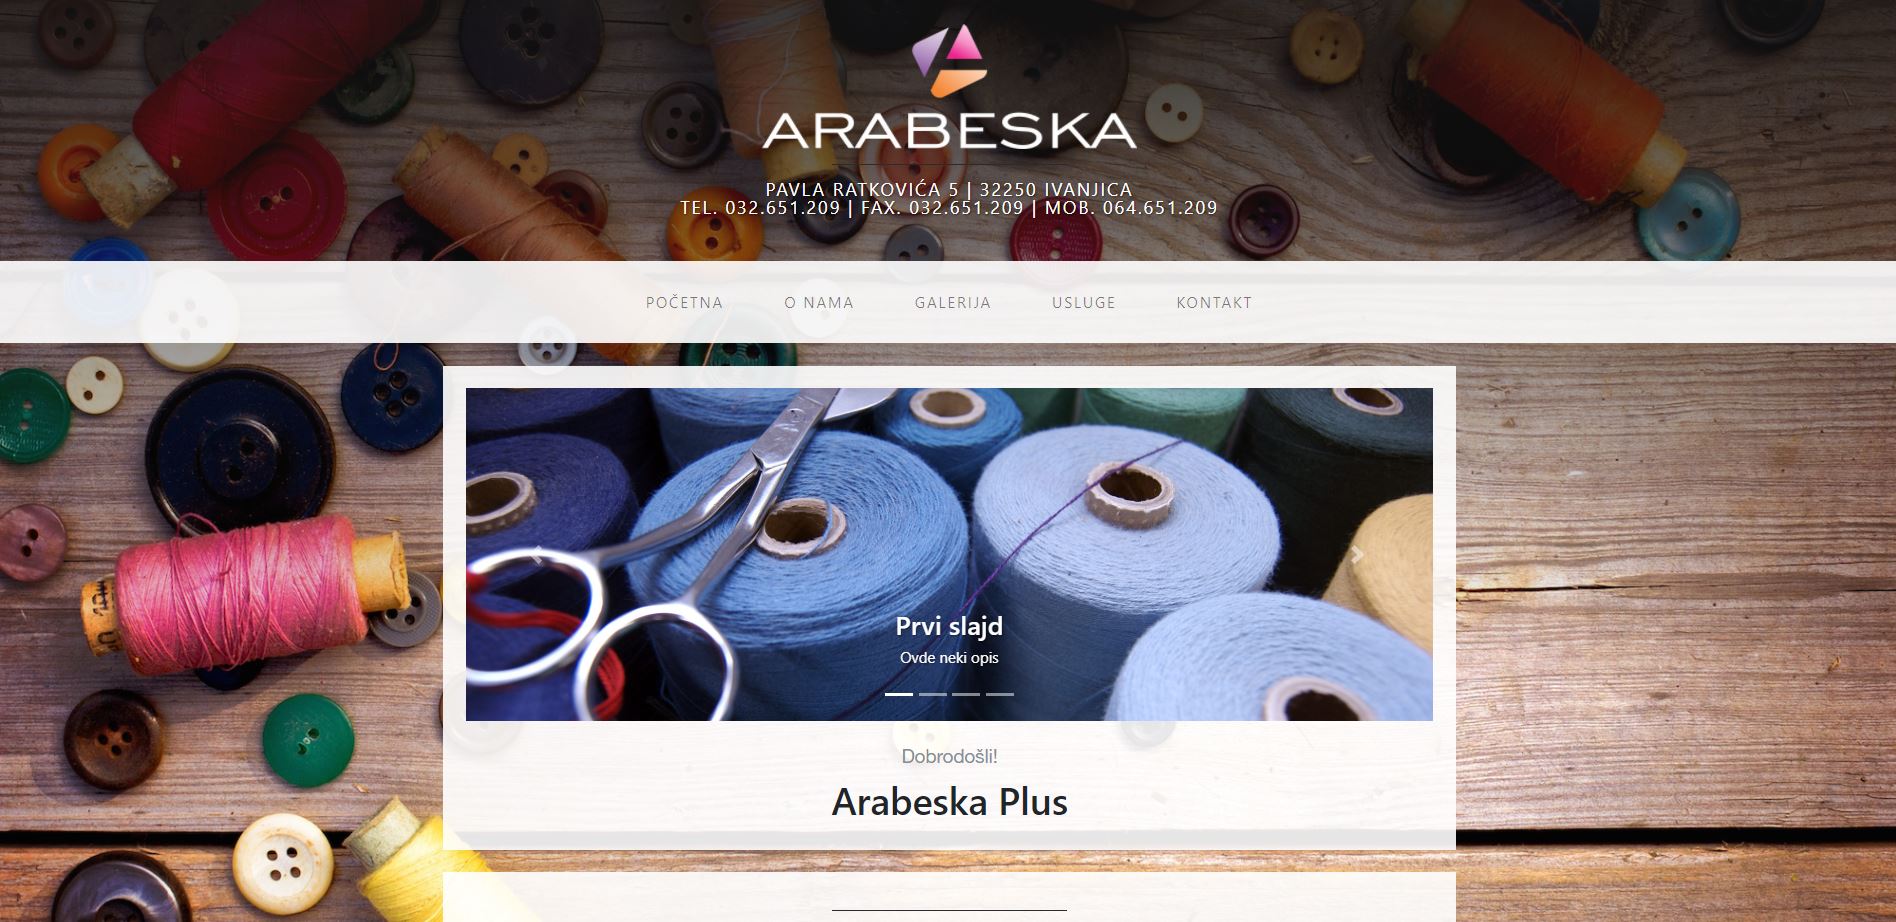 ARABESKA
PAVLA RATKOVIĆA 5 | 32250 IVANJICA
TEL. 032.651.209 | FAX. 032.651.209 | MOB. 064.651.209
POČETNA O NAMA GALERIJA USLUGE KONTAKT
Prvi slajd
Ovde neki opis
Dobrodošli!
Arabeska Plus